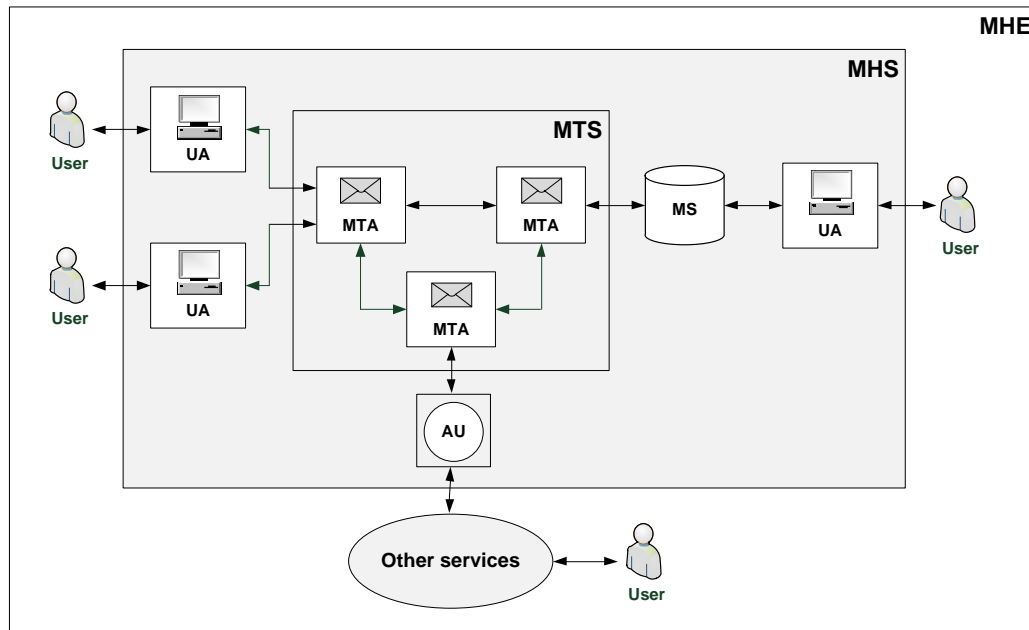 MHE
MHS
MTS
User
UA
MTA
MTA
MS
UA
User
User
UA
MTA
AU
Other services
User